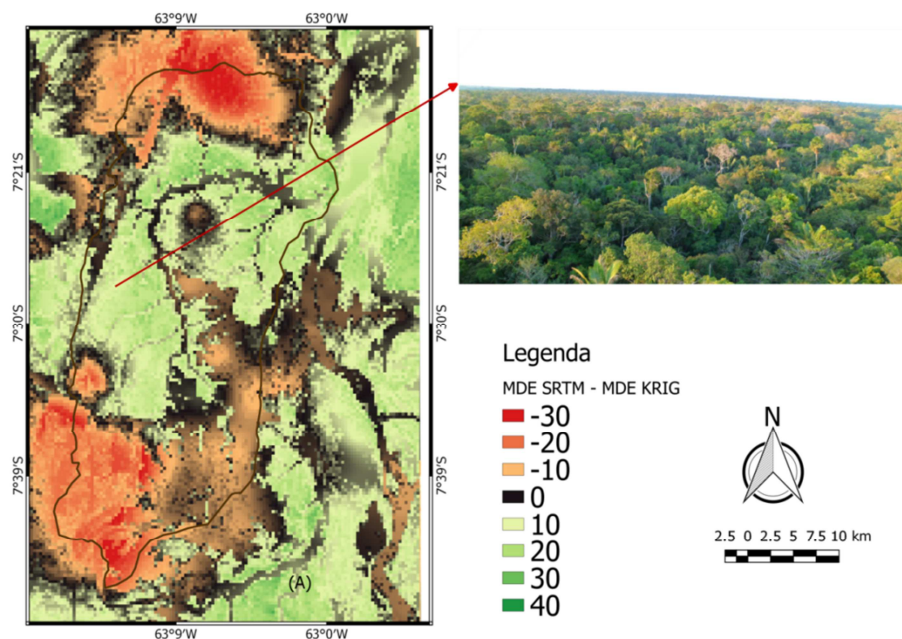 63°9'W 63°0'W
7°21'S
7°30'S
7°39'S
7°21'S
7°30'S
7°39'S
(A)
63°9'W 63°0'W
Legenda
MDE SRTM - MDE KRIG
-30
-20
-10
0
10
20
30
40
N
2.5 0 2.5 5 7.5 10 km